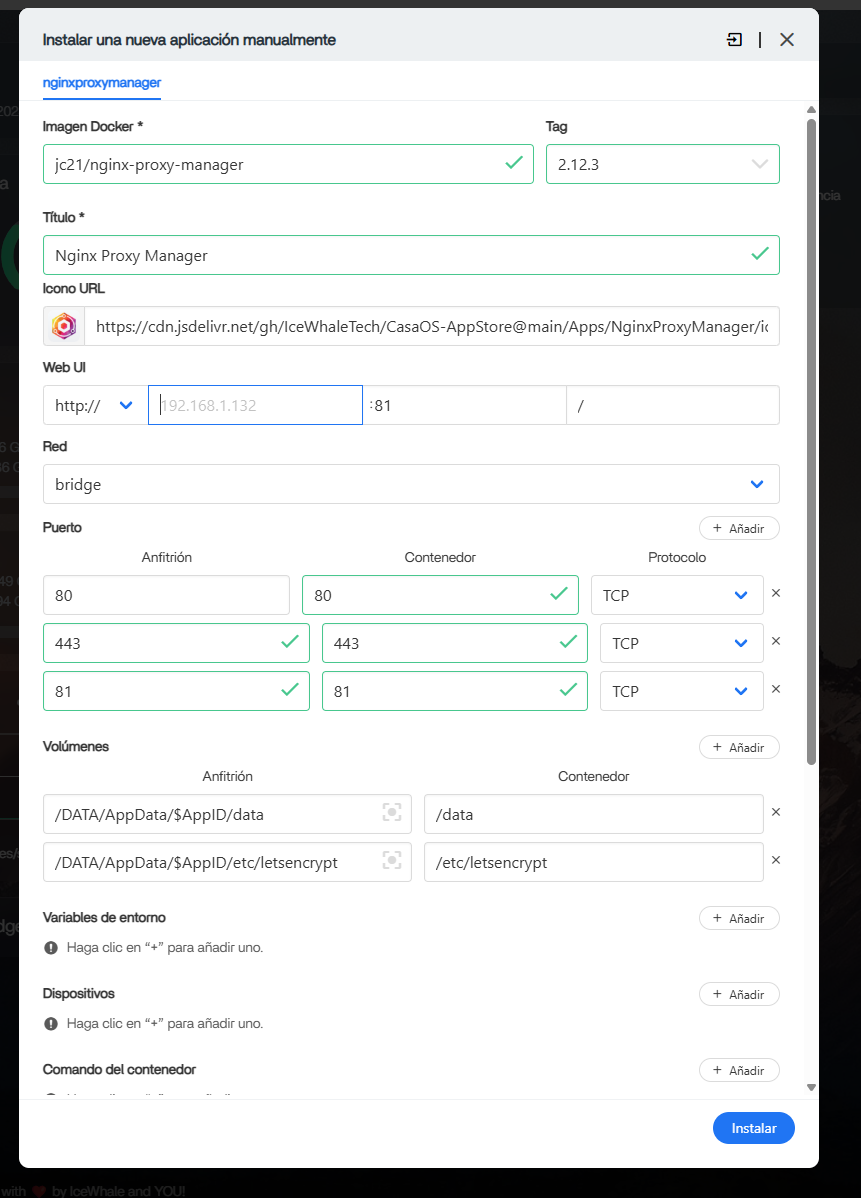 Instalar una nueva aplicación manualmente
nginxproxymanager
Imagen Docker * Tag
jc21/nginx-proxy-manager 2.12.3
Título *
Nginx Proxy Manager
Icono URL
https://cdn.jsdelivr.net/gh/IceWhaleTech/CasaOS-AppStore@main/Apps/NginxProxyManager/ic
Web UI
http:// 192.168.1.132 :81 /
Red
bridge
Puerto + Añadir
Anfitrión Contenedor Protocolo
80 80 TCP ×
443 443 TCP ×
81 81 TCP ×
Volúmenes + Añadir
Anfitrión Contenedor
/DATA/AppData/$AppID/data /data ×
/DATA/AppData/$AppID/etc/letsencrypt /etc/letsencrypt ×
Variables de entorno + Añadir
Haga clic en “+” para añadir uno.
Dispositivos + Añadir
Haga clic en “+” para añadir uno.
Comando del contenedor + Añadir
Instalar
with ❤ by IceWhale and YOU!